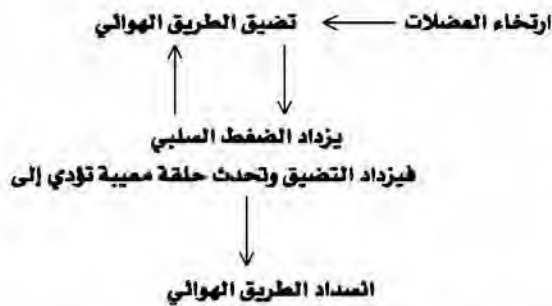 ارتخاء العضلات ← تضيق الطريق الهوائي
يزداد الضغط السلبي
فيزداد التضيق وتحدث حلقة معيبة تؤدي إلى
انسداد الطريق الهوائي